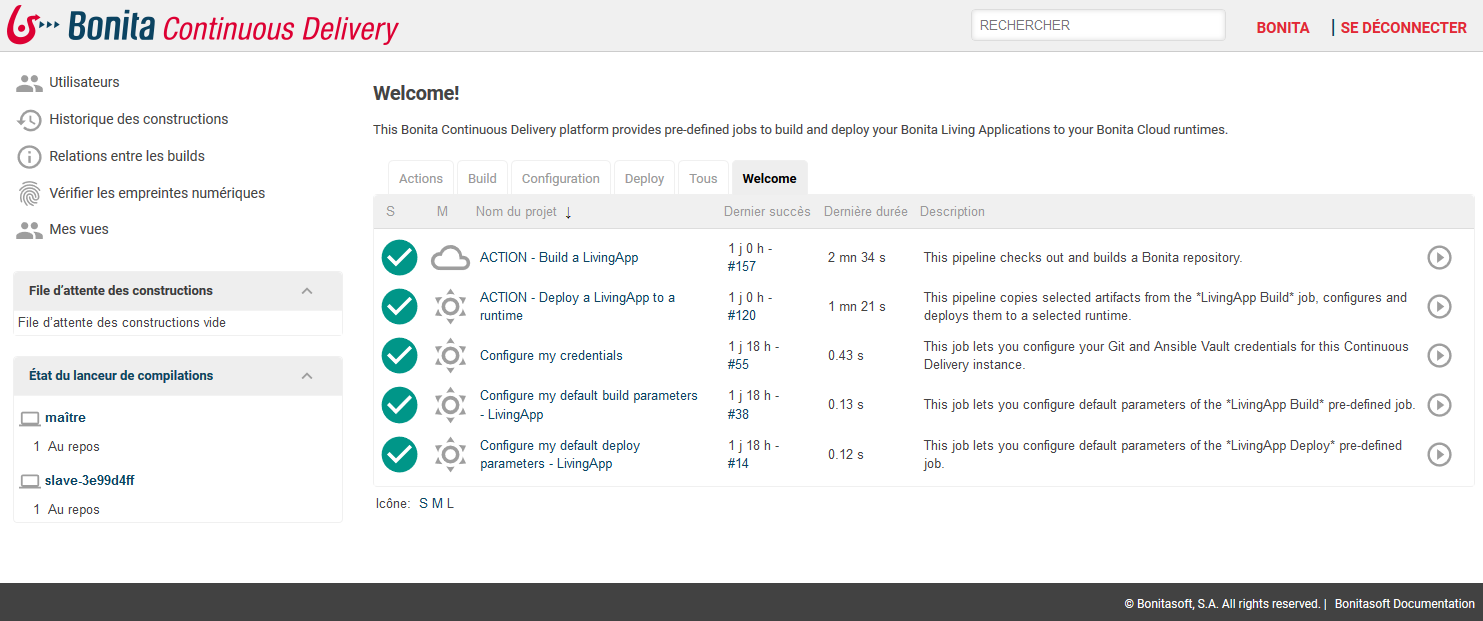 Bonita Continuous Delivery
RECHERCHER
BONITA | SE DÉCONNECTER
Utilisateurs
Historique des constructions
Relations entre les builds
Vérifier les empreintes numériques
Mes vues
File d'attente des constructions
File d'attente des constructions vide
État du lanceur de compilations
maître
1 Au repos
slave-3e99d4ff
1 Au repos
Welcome!
This Bonita Continuous Delivery platform provides pre-defined jobs to build and deploy your Bonita Living Applications to your Bonita Cloud runtimes.
Actions Build Configuration Deploy Tous Welcome
S M Nom du projet ↓ Dernier succès Dernière durée Description
ACTION - Build a LivingApp
1 j 0 h -
#157
2 mn 34 s
This pipeline checks out and builds a Bonita repository.
ACTION - Deploy a LivingApp to a
runtime
1 j 0 h -
#120
1 mn 21 s
This pipeline copies selected artifacts from the *LivingApp Build* job, configures and
deploys them to a selected runtime.
Configure my credentials
1 j 18 h -
#55
0.43 s
This job lets you configure your Git and Ansible Vault credentials for this Continuous
Delivery instance.
Configure my default build parameters
- LivingApp
1 j 18 h -
#38
0.13 s
This job lets you configure default parameters of the *LivingApp Build* pre-defined job.
Configure my default deploy
parameters - LivingApp
1 j 18 h -
#14
0.12 s
This job lets you configure default parameters of the *LivingApp Deploy* pre-defined
job.
Icône: S M L
© Bonitasoft, S.A. All rights reserved. | Bonitasoft Documentation